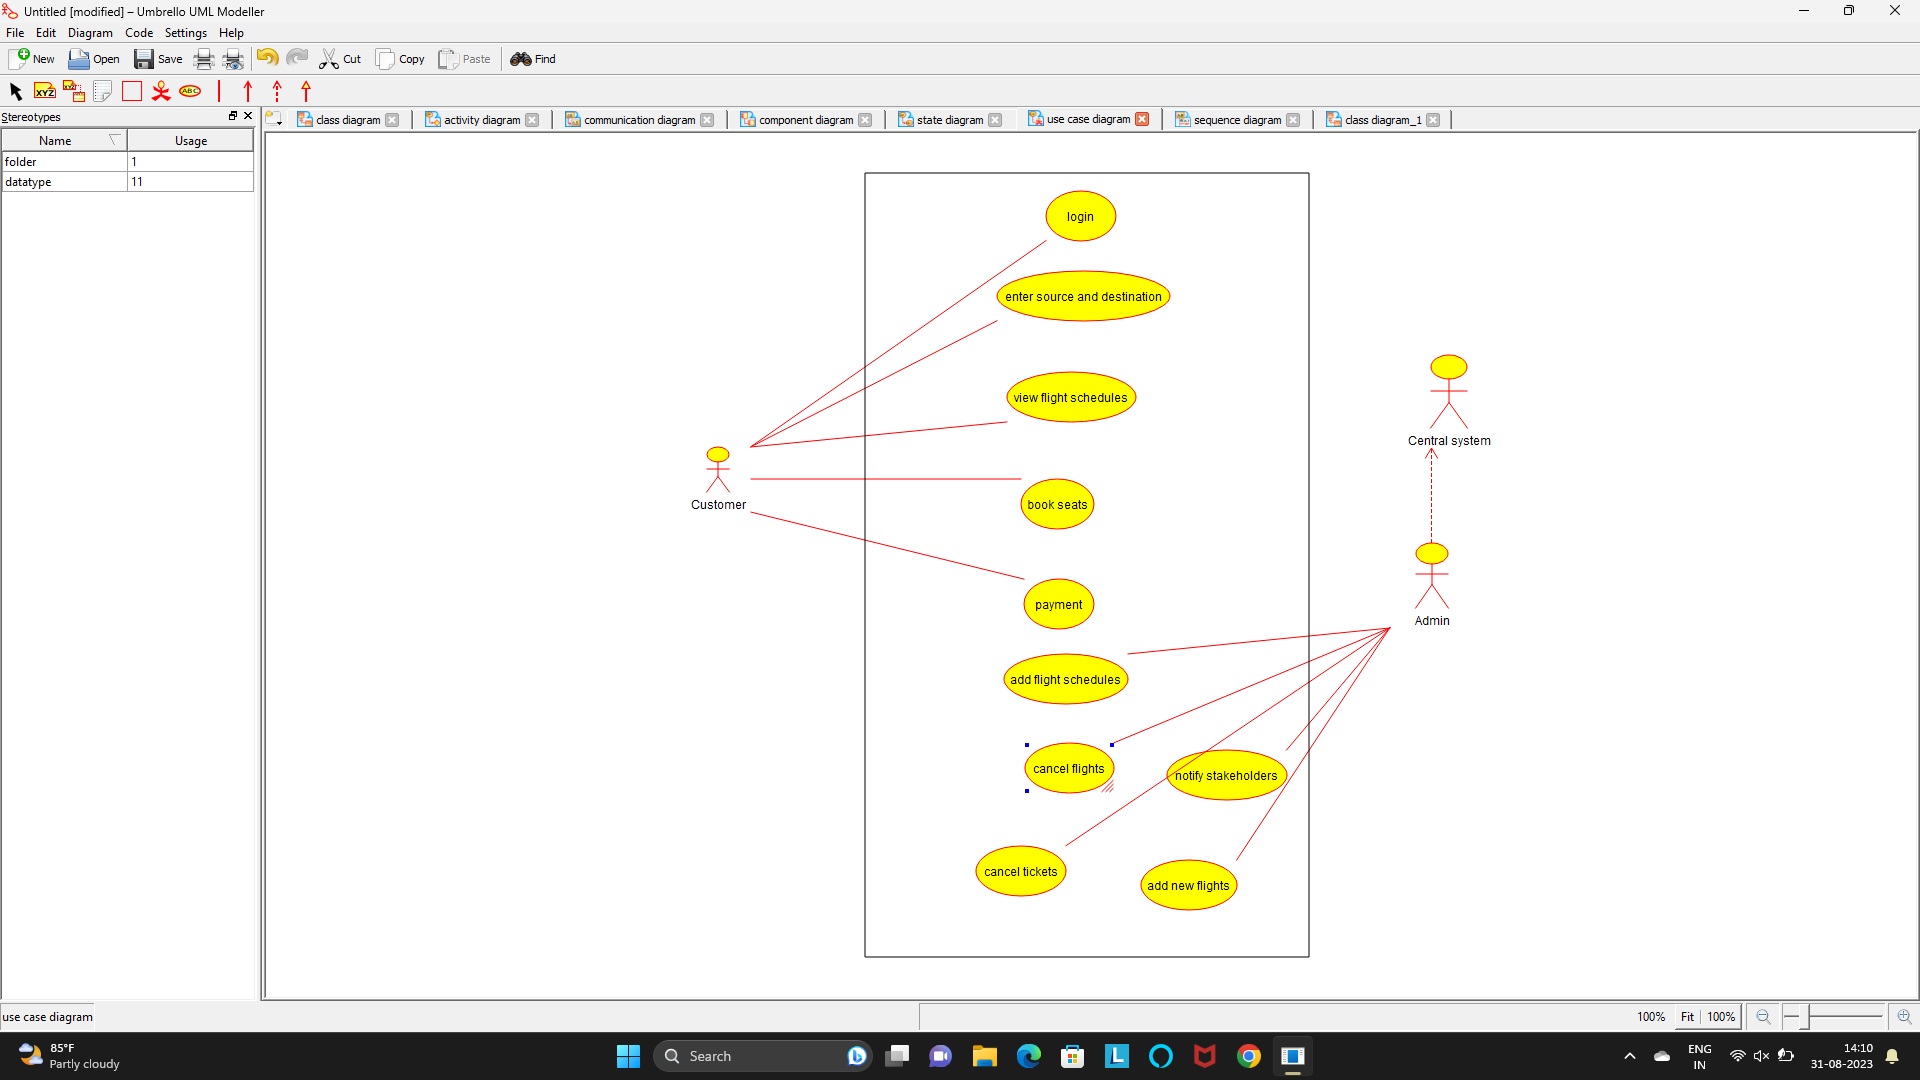 Untitled [modified] – Umbrello UML Modeller
File Edit Diagram Code Settings Help
New Open Save Cut Copy Paste Find
XYZ XYZ ABC
Stereotypes
class diagram activity diagram communication diagram component diagram state diagram use case diagram sequence diagram class diagram_1
Name Usage
folder 1
datatype 11
login
enter source and destination
view flight schedules
Central system
Customer
book seats
payment
Admin
add flight schedules
cancel flights
notify stakeholders
cancel tickets
add new flights
use case diagram
100% Fit 100%
85°F
Partly cloudy
Search
ENG
IN
14:10
31-08-2023